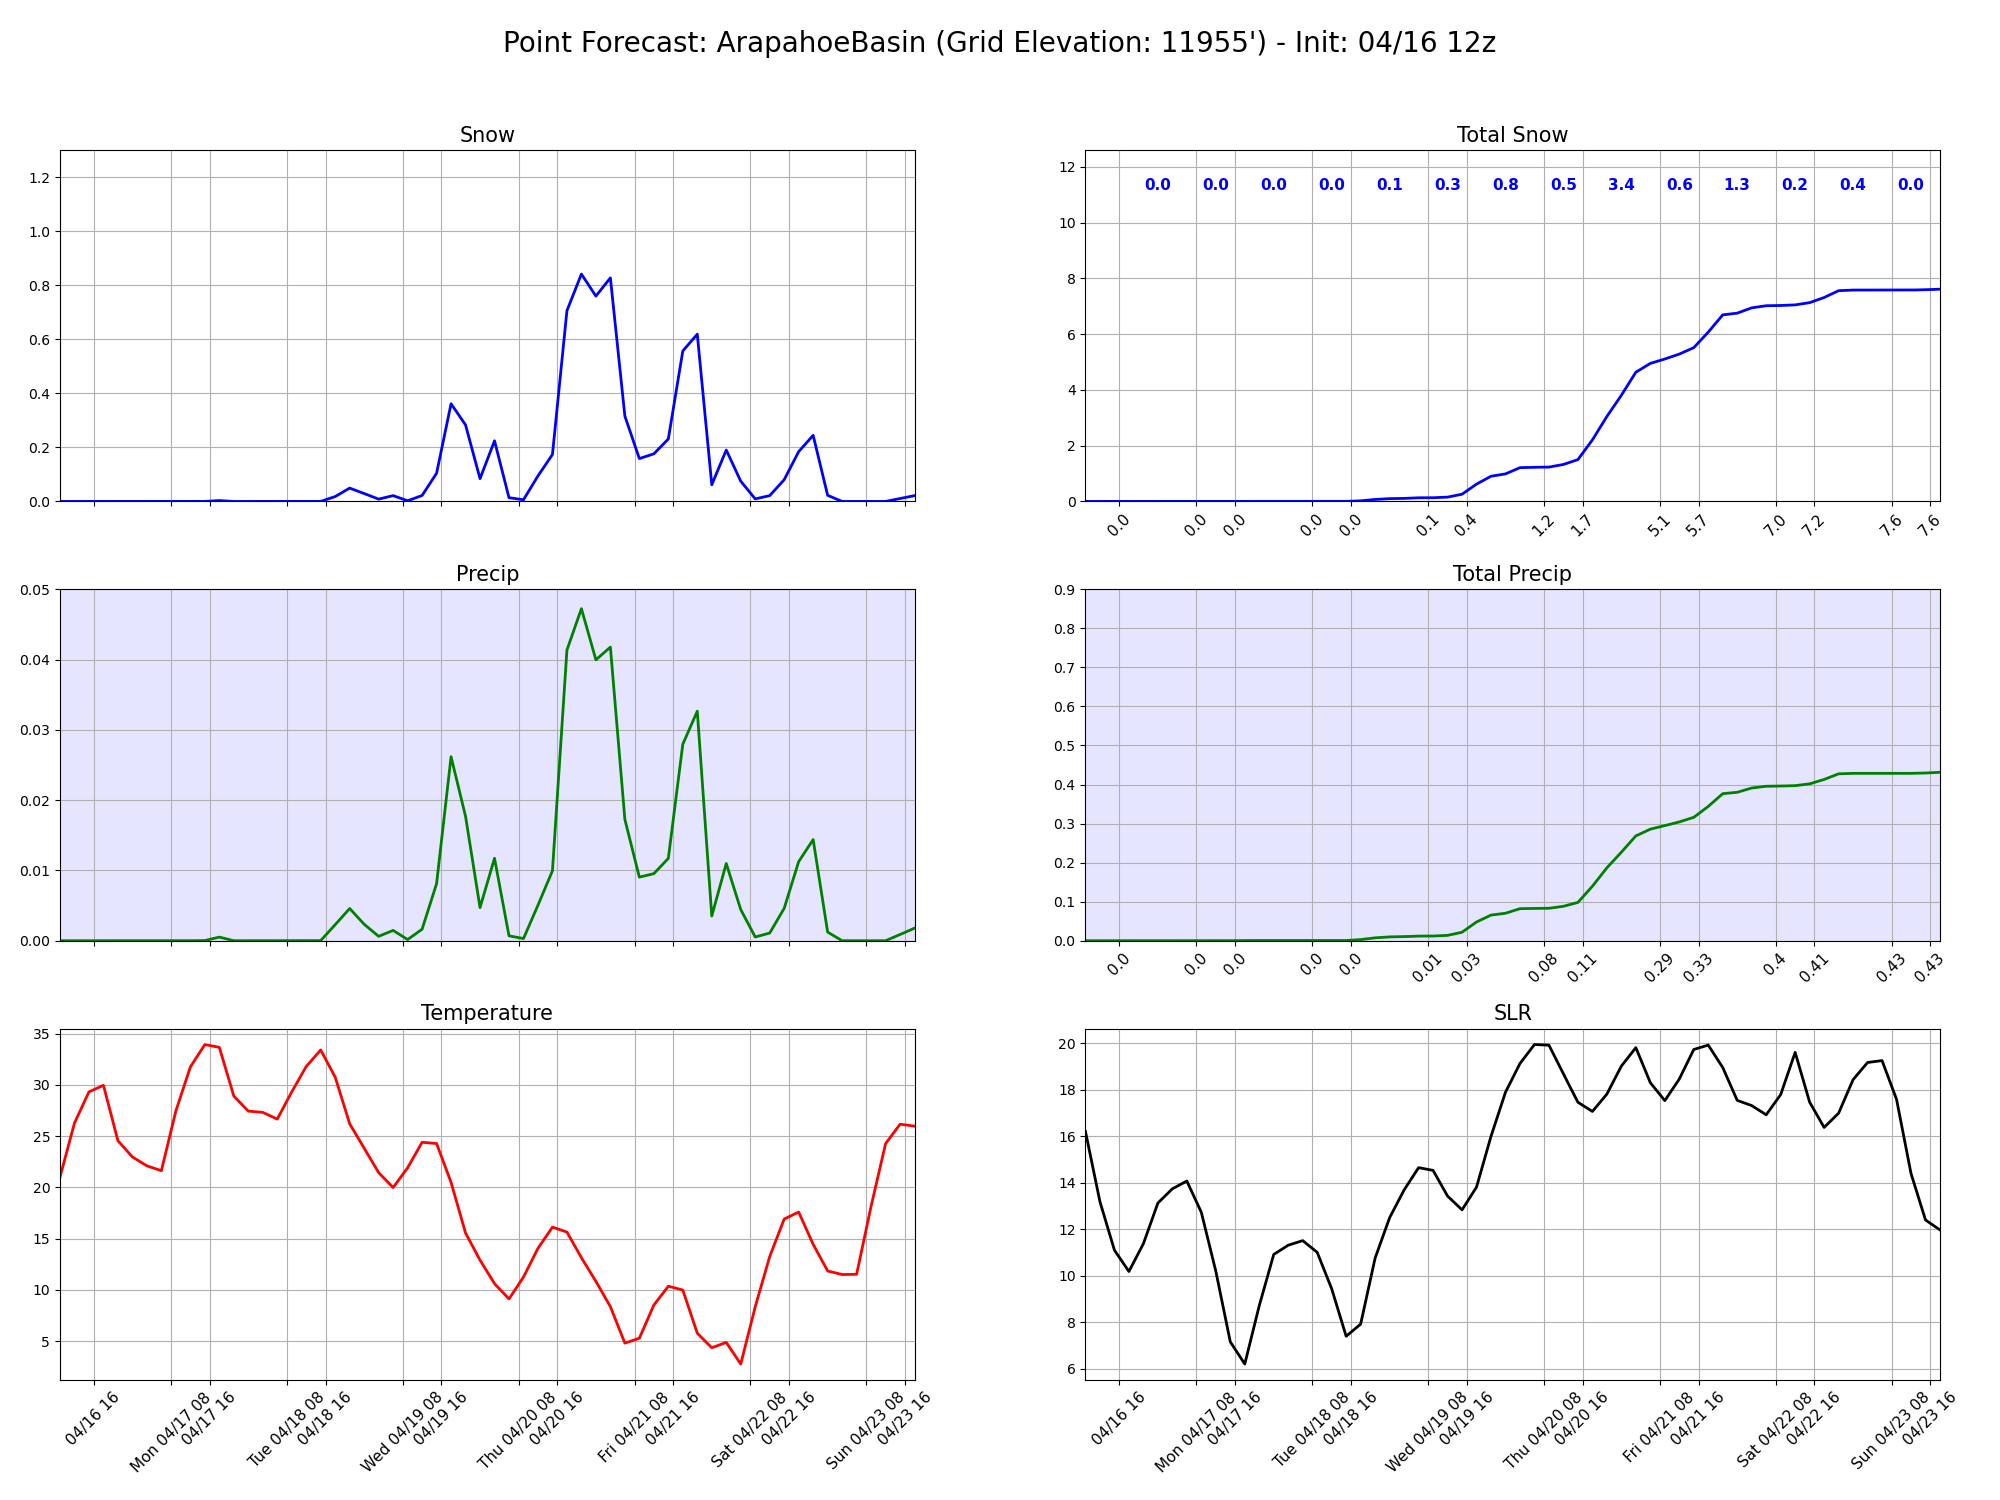 Point Forecast: ArapahoeBasin (Grid Elevation: 11955') - Init: 04/16 12z
Snow
1.2
1.0
0.8
0.6
0.4
0.2
0.0
Total Snow
12
10
8
6
4
2
0
0.0 0.0 0.0 0.0 0.1 0.3 0.8 0.5 3.4 0.6 1.3 0.2 0.4 0.0
0.0 0.0 0.0 0.0 0.0 0.1 0.4 1.2 1.7 5.1 5.7 7.0 7.2 7.6 7.6
Precip
0.05
0.04
0.03
0.02
0.01
0.00
Total Precip
0.9
0.8
0.7
0.6
0.5
0.4
0.3
0.2
0.1
0.0
0.0 0.0 0.0 0.0 0.0 0.01 0.03 0.08 0.11 0.29 0.33 0.4 0.41 0.43 0.43
Temperature
35
30
25
20
15
10
5
04/16 16
Mon 04/17 08
04/17 16
Tue 04/18 08
04/18 16
Wed 04/19 08
04/19 16
Thu 04/20 08
04/20 16
Fri 04/21 08
04/21 16
Sat 04/22 08
04/22 16
Sun 04/23 08
04/23 16
SLR
20
18
16
14
12
10
8
6
04/16 16
Mon 04/17 08
04/17 16
Tue 04/18 08
04/18 16
Wed 04/19 08
04/19 16
Thu 04/20 08
04/20 16
Fri 04/21 08
04/21 16
Sat 04/22 08
04/22 16
Sun 04/23 08
04/23 16